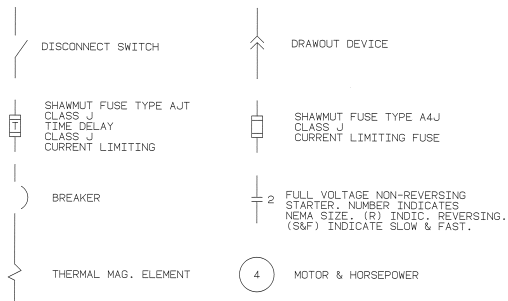 DISCONNECT SWITCH
DRAWOUT DEVICE
SHAWMUT FUSE TYPE AJT
CLASS J
TIME DELAY
CLASS J
CURRENT LIMITING
T
SHAWMUT FUSE TYPE A4J
CLASS J
CURRENT LIMITING FUSE
BREAKER
2
FULL VOLTAGE NON-REVERSING
STARTER. NUMBER INDICATES
NEMA SIZE. (R) INDIC. REVERSING.
(S&F) INDICATE SLOW & FAST.
THERMAL MAG. ELEMENT
4
MOTOR & HORSEPOWER